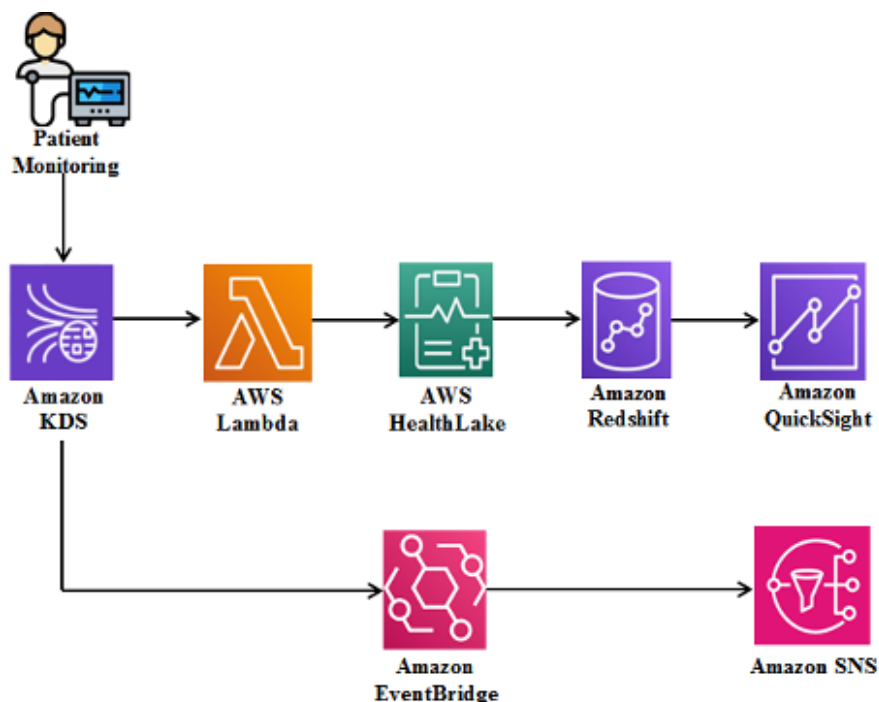 Patient
Monitoring
Amazon
KDS
AWS
Lambda
AWS
HealthLake
Amazon
Redshift
Amazon
QuickSight
Amazon
EventBridge
Amazon SNS